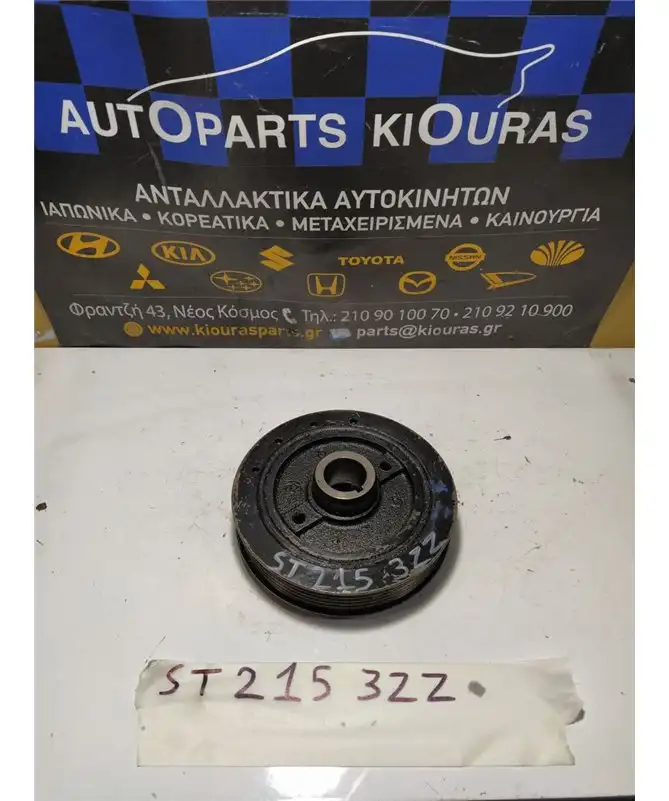 AUTOPARTS KIOURAS
ΑΝΤΑΛΛΑΚΤΙΚΑ ΑΥΤΟΚΙΝΗΤΩΝ
ΙΑΠΩΝΙΚΑ • ΚΟΡΕΑΤΙΚΑ • ΜΕΤΑΧΕΙΡΙΣΜΕΝΑ • ΚΑΙΝΟΥΡΓΙΑ
KIA TOYOTA NISSAN
Φραντζή 43, Νέος Κόσμος Τηλ.: 210 90 100 70 • 210 92 10 900
www.kiourasparts.gr parts@kiouras.gr
ST 215 3ZZ
ST 215 3ZZ